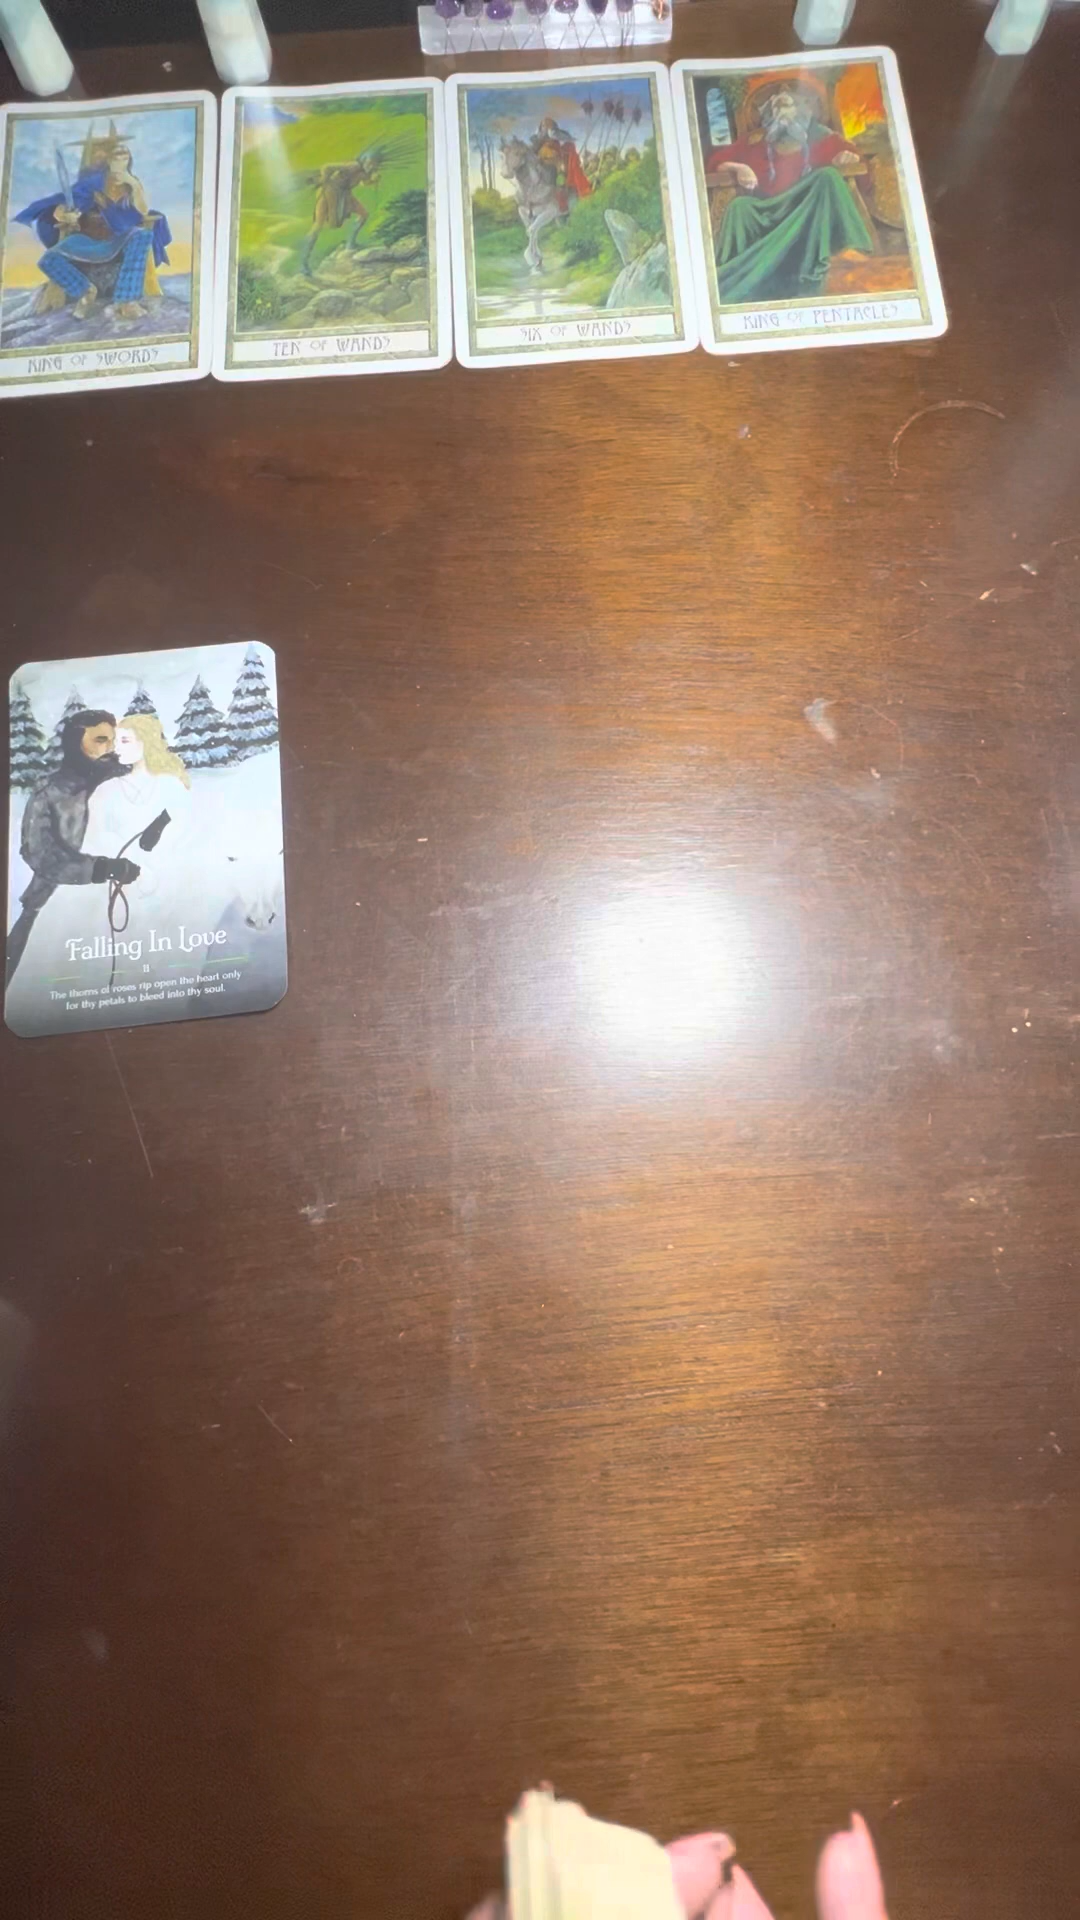 KING OF SWORDS
TEN OF WANDS
SIX OF WANDS
KING OF PENTACLES
Falling In Love
11
The thorns of roses rip open the heart only
for thy petals to bleed into thy soul.